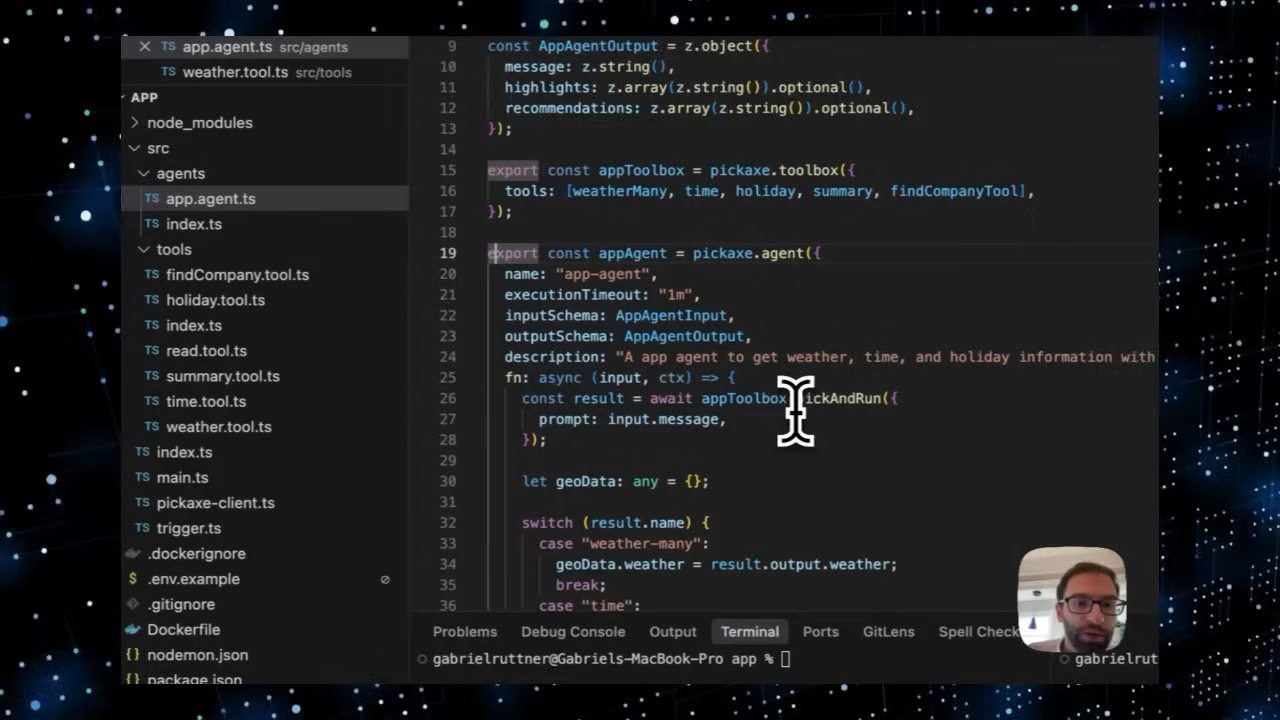 app.agent.ts src/agents
weather.tool.ts src/tools
APP
node_modules
src
agents
app.agent.ts
index.ts
tools
findCompany.tool.ts
holiday.tool.ts
index.ts
read.tool.ts
summary.tool.ts
time.tool.ts
weather.tool.ts
index.ts
main.ts
pickaxe-client.ts
trigger.ts
.dockerignore
.env.example
.gitignore
Dockerfile
nodemon.json
package.json
9 const AppAgentOutput = z.object({
10 message: z.string(),
11 highlights: z.array(z.string()).optional(),
12 recommendations: z.array(z.string()).optional(),
13 });
14
15 export const appToolbox = pickaxe.toolbox({
16 tools: [weatherMany, time, holiday, summary, findCompanyTool],
17 });
18
19 export const appAgent = pickaxe.agent({
20 name: "app-agent",
21 executionTimeout: "1m",
22 inputSchema: AppAgentInput,
23 outputSchema: AppAgentOutput,
24 description: "A app agent to get weather, time, and holiday information with
25 fn: async (input, ctx) => {
26 const result = await appToolbox ickAndRun({
27 prompt: input.message,
28 });
29
30 let geoData: any = {};
31
32 switch (result.name) {
33 case "weather-many":
34 geoData.weather = result.output.weather;
35 break;
36 case "time":
Problems Debug Console Output Terminal Ports GitLens Spell Check
gabrielruttner@Gabriels-MacBook-Pro app % gabrielrut